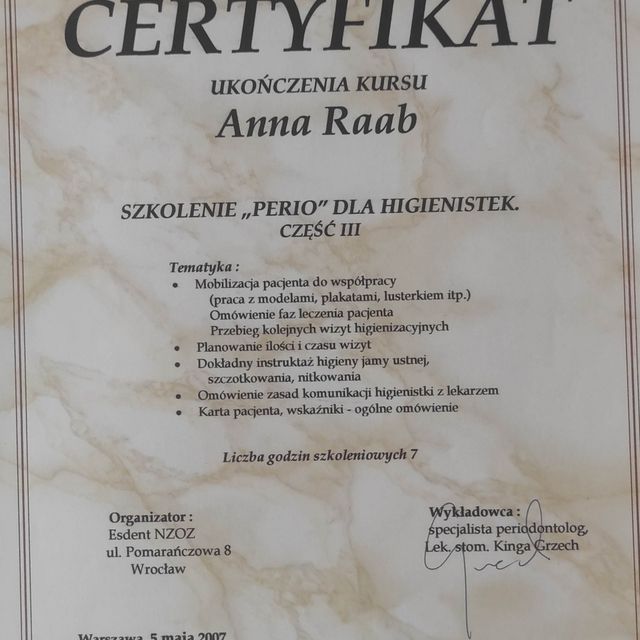 CERTYFIKAT
UKOŃCZENIA KURSU
Anna Raab
SZKOLENIE „PERIO” DLA HIGIENISTEK.
CZĘŚĆ III
Tematyka :
• Mobilizacja pacjenta do współpracy
(praca z modelami, plakatami, lusterkiem itp.)
Omówienie faz leczenia pacjenta
Przebieg kolejnych wizyt higienizacyjnych
• Planowanie ilości i czasu wizyt
• Dokładny instruktaż higieny jamy ustnej,
szczotkowania, nitkowania
• Omówienie zasad komunikacji higienistki z lekarzem
• Karta pacjenta, wskaźniki - ogólne omówienie
Liczba godzin szkoleniowych 7
Organizator :
Esdent NZOZ
ul. Pomarańczowa 8
Wrocław
Wykładowca :
specjalista periodontolog,
Lek. stom. Kinga Grzech
Warszawa, 5 maja 2007